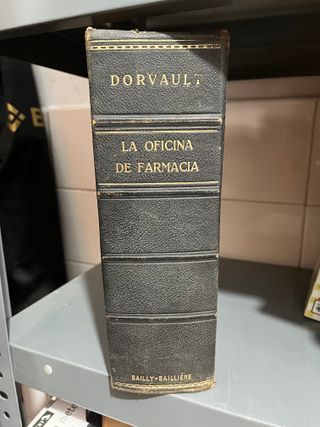 DORVAULT
LA OFICINA
DE FARMACIA
BAILLY-BAILLIÈRE